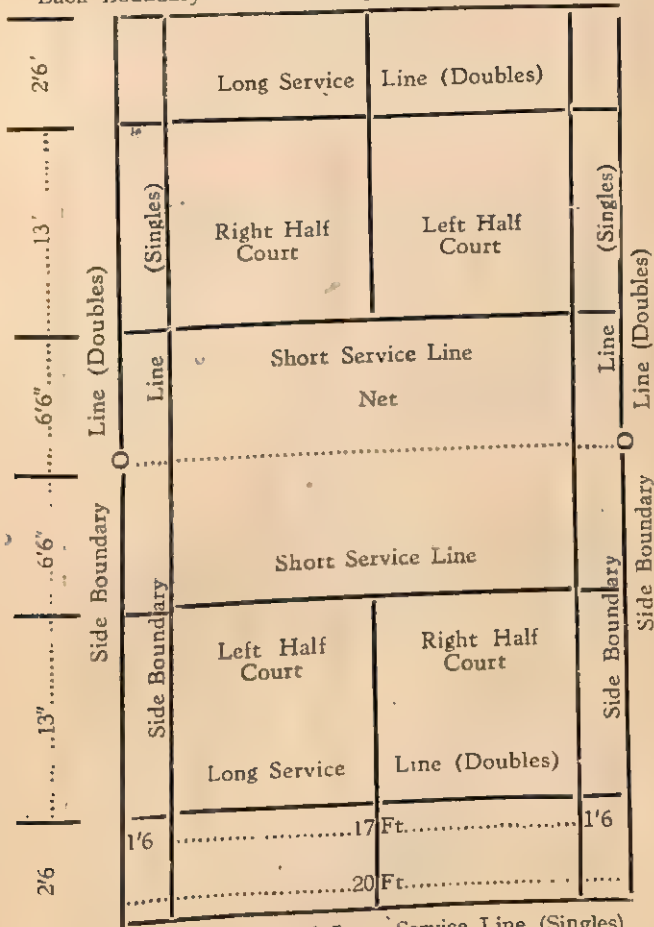 Back Boundary
2'6'
Long Service Line (Doubles)
13'
(Singles)
(Singles)
Right Half Court
Left Half Court
Line (Doubles)
Line (Doubles)
Line
Line
6'6"
Short Service Line
Net
O
O
6'6"
Short Service Line
Side Boundary
Side Boundary
Side Boundary
Side Boundary
13"
Left Half Court
Right Half Court
Long Service Line (Doubles)
1'6
17 Ft.
1'6
2'6
20 Ft.
Service Line (Singles)